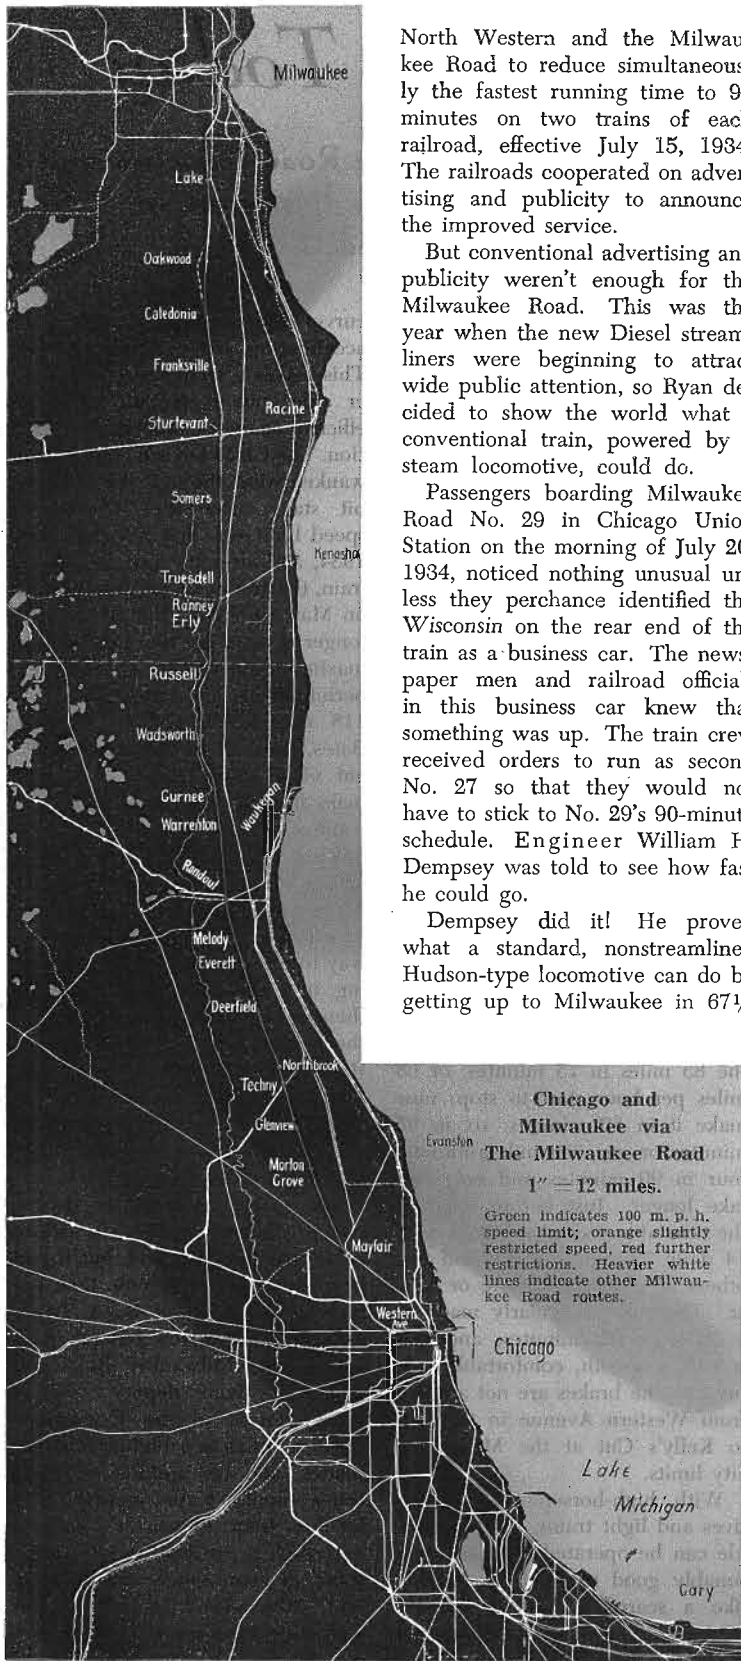 Milwaukee
Lake
Oakwood
Caledonia
Franksville
Racine
Sturtevant
Somers
Kenosha
Truesdell
Ranney
Erly
Russell
Wadsworth
Gurnee
Waukegan
Warrenton
Rondout
Melody
Everett
Deerfield
Northbrook
Techny
Glenview
Evanston
Morton
Grove
Mayfair
Western
Ave
Chicago
Lake
Michigan
Gary
North Western and the Milwau
kee Road to reduce simultaneous
ly the fastest running time to 9
minutes on two trains of eac
railroad, effective July 15, 1934
The railroads cooperated on adver
tising and publicity to announc
the improved service.
But conventional advertising an
publicity weren't enough for th
Milwaukee Road. This was th
year when the new Diesel stream
liners were beginning to attrac
wide public attention, so Ryan de
cided to show the world what
conventional train, powered by
steam locomotive, could do.
Passengers boarding Milwauke
Road No. 29 in Chicago Unio
Station on the morning of July 20
1934, noticed nothing unusual un
less they perchance identified th
Wisconsin on the rear end of th
train as a business car. The news
paper men and railroad official
in this business car knew tha
something was up. The train crew
received orders to run as secon
No. 27 so that they would no
have to stick to No. 29's 90-minut
schedule. Engineer William H
Dempsey was told to see how fas
he could go.
Dempsey did it! He prove
what a standard, nonstreamline
Hudson-type locomotive can do b
getting up to Milwaukee in 67½
Chicago and
Milwaukee via
The Milwaukee Road
1″ = 12 miles.
Green indicates 100 m. p. h.
speed limit; orange slightly
restricted speed, red further
restrictions. Heavier white
lines indicate other Milwau-
kee Road routes.